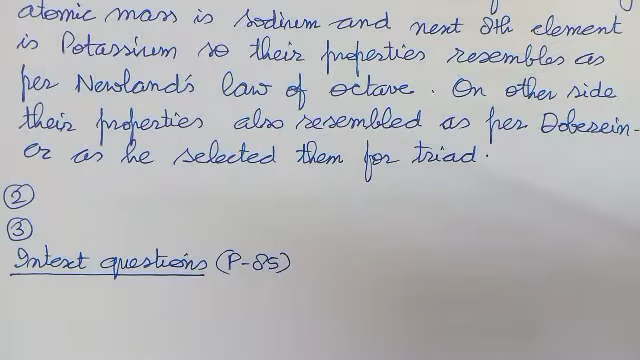 atomic mass is sodium and next 8th element
is Potassium so their properties resembles as
per Newland's law of octave. On other side
their properties also resembled as per Doberein-
er as he selected them for triad.
②
③
Intext questions (P-85)